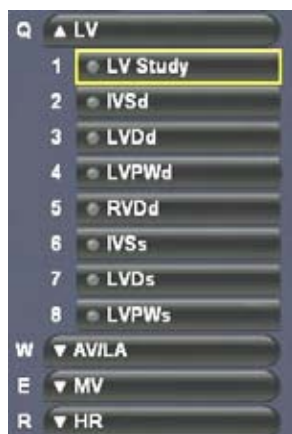 Q ▲ LV
1 LV Study
2 IVSd
3 LVDd
4 LVPWd
5 RVDd
6 IVSs
7 LVDs
8 LVPWs
W ▼ AV/LA
E ▼ MV
R ▼ HR